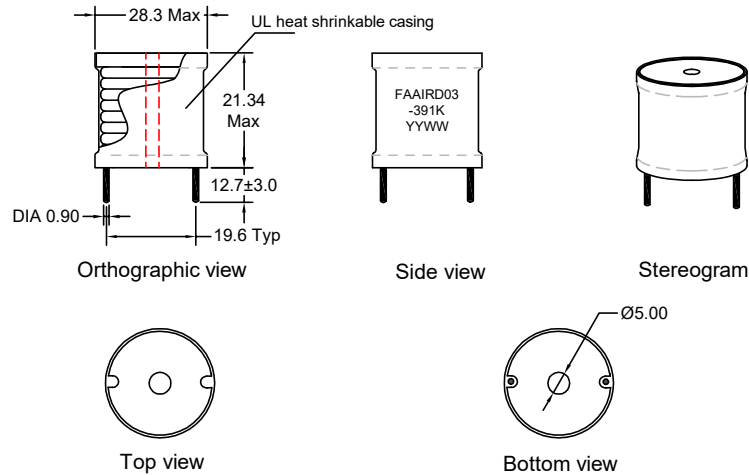 28.3 Max
UL heat shrinkable casing
21.34
Max
12.7±3.0
DIA 0.90
19.6 Typ
Orthographic view
FAAIRD03
-391K
YYWW
Side view
Stereogram
Top view
Ø5.00
Bottom view